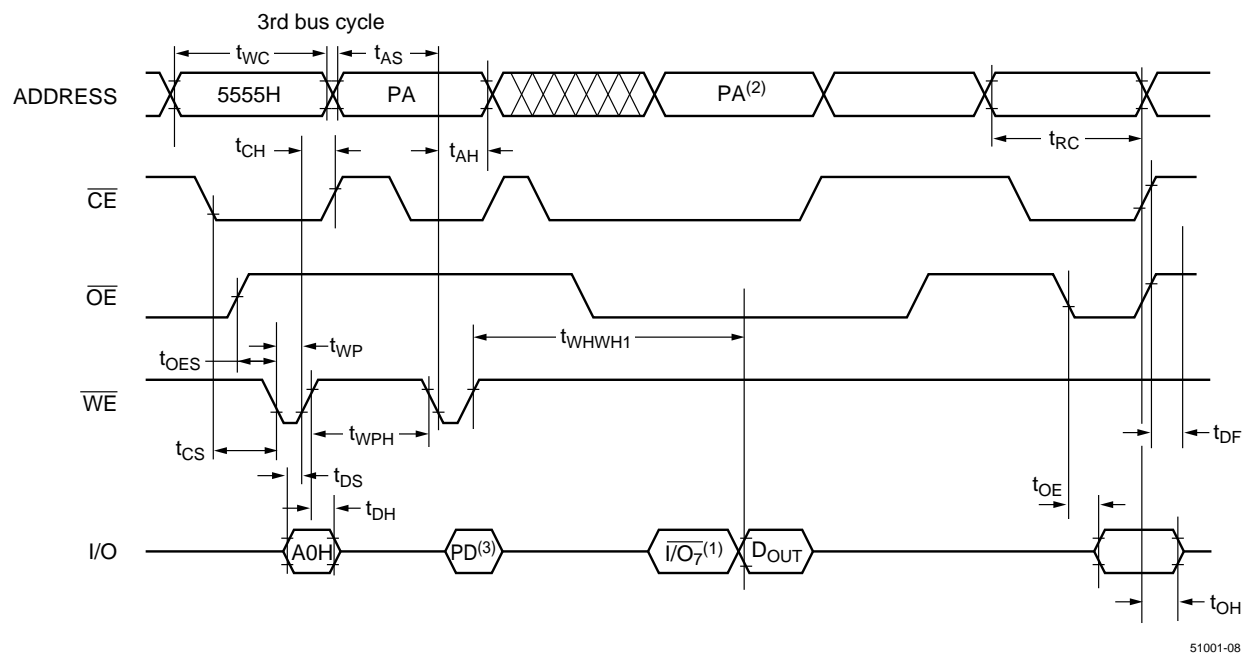 3rd bus cycle
tWC
tAS
ADDRESS
5555H
PA
PA(2)
tCH
tAH
tRC
CE
OE
tWP
tWHWH1
tOES
WE
tCS
tWPH
tDF
tDS
tOE
tDH
I/O
A0H
PD(3)
I/O7(1)
DOUT
tOH
51001-08